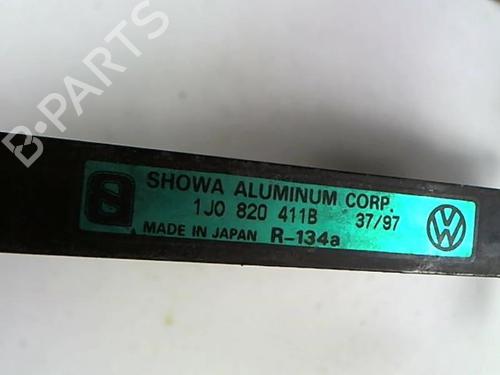 B-PARTS
SHOWA ALUMINUM CORP.
1J0 820 411B 37/97
MADE IN JAPAN R-134a